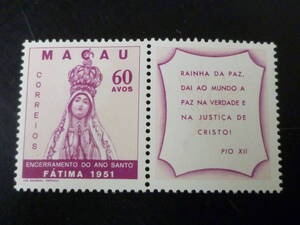 MACAU
CORREIOS
60
AVOS
ENCERRAMENTO DO ANO SANTO
FÁTIMA 1951
RAINHA DA PAZ,
DAI AO MUNDO A
PAZ NA VERDADE E
NA JUSTIÇA DE
CRISTO!
PIO XII